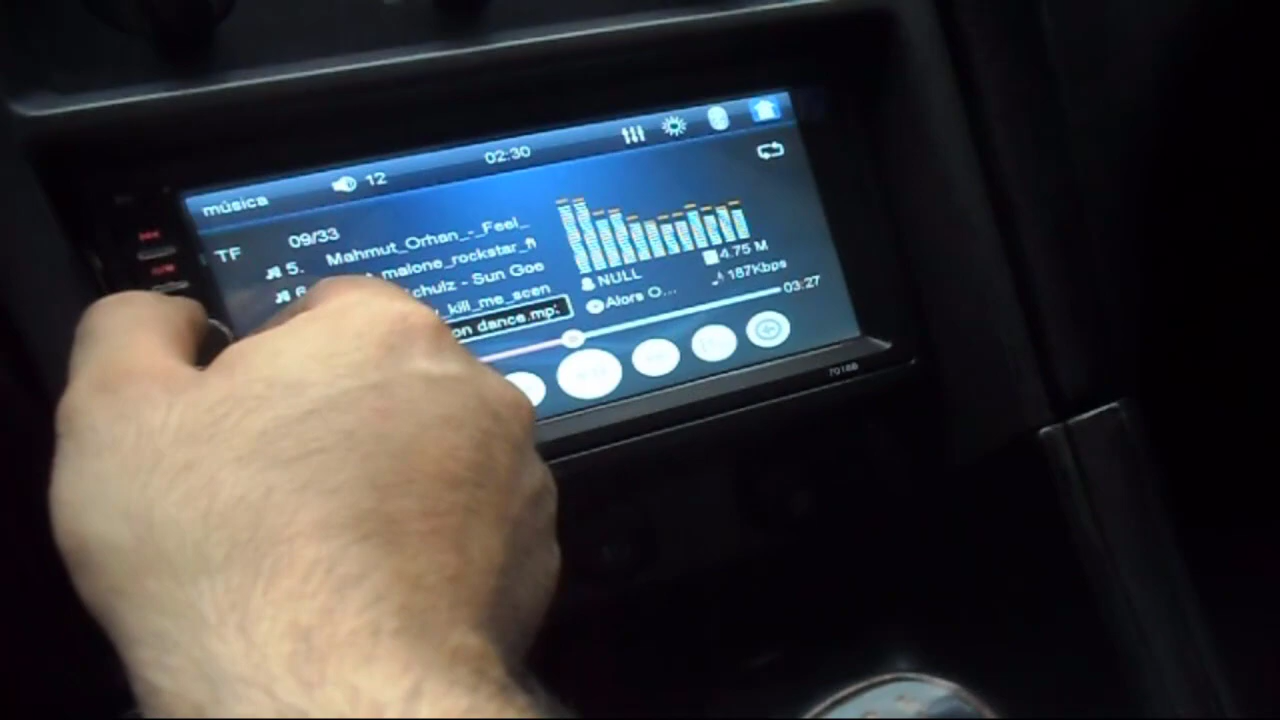 música 12 02:30
TF 09/33
5. Mahmut_Orhan_-_Feel_
malone_rockstar_ft
chulz - Sun Goe
_kill_me_scen
on dance.mp:
NULL 4.75 M
Alors O... 187Kbps
03:27
7018B